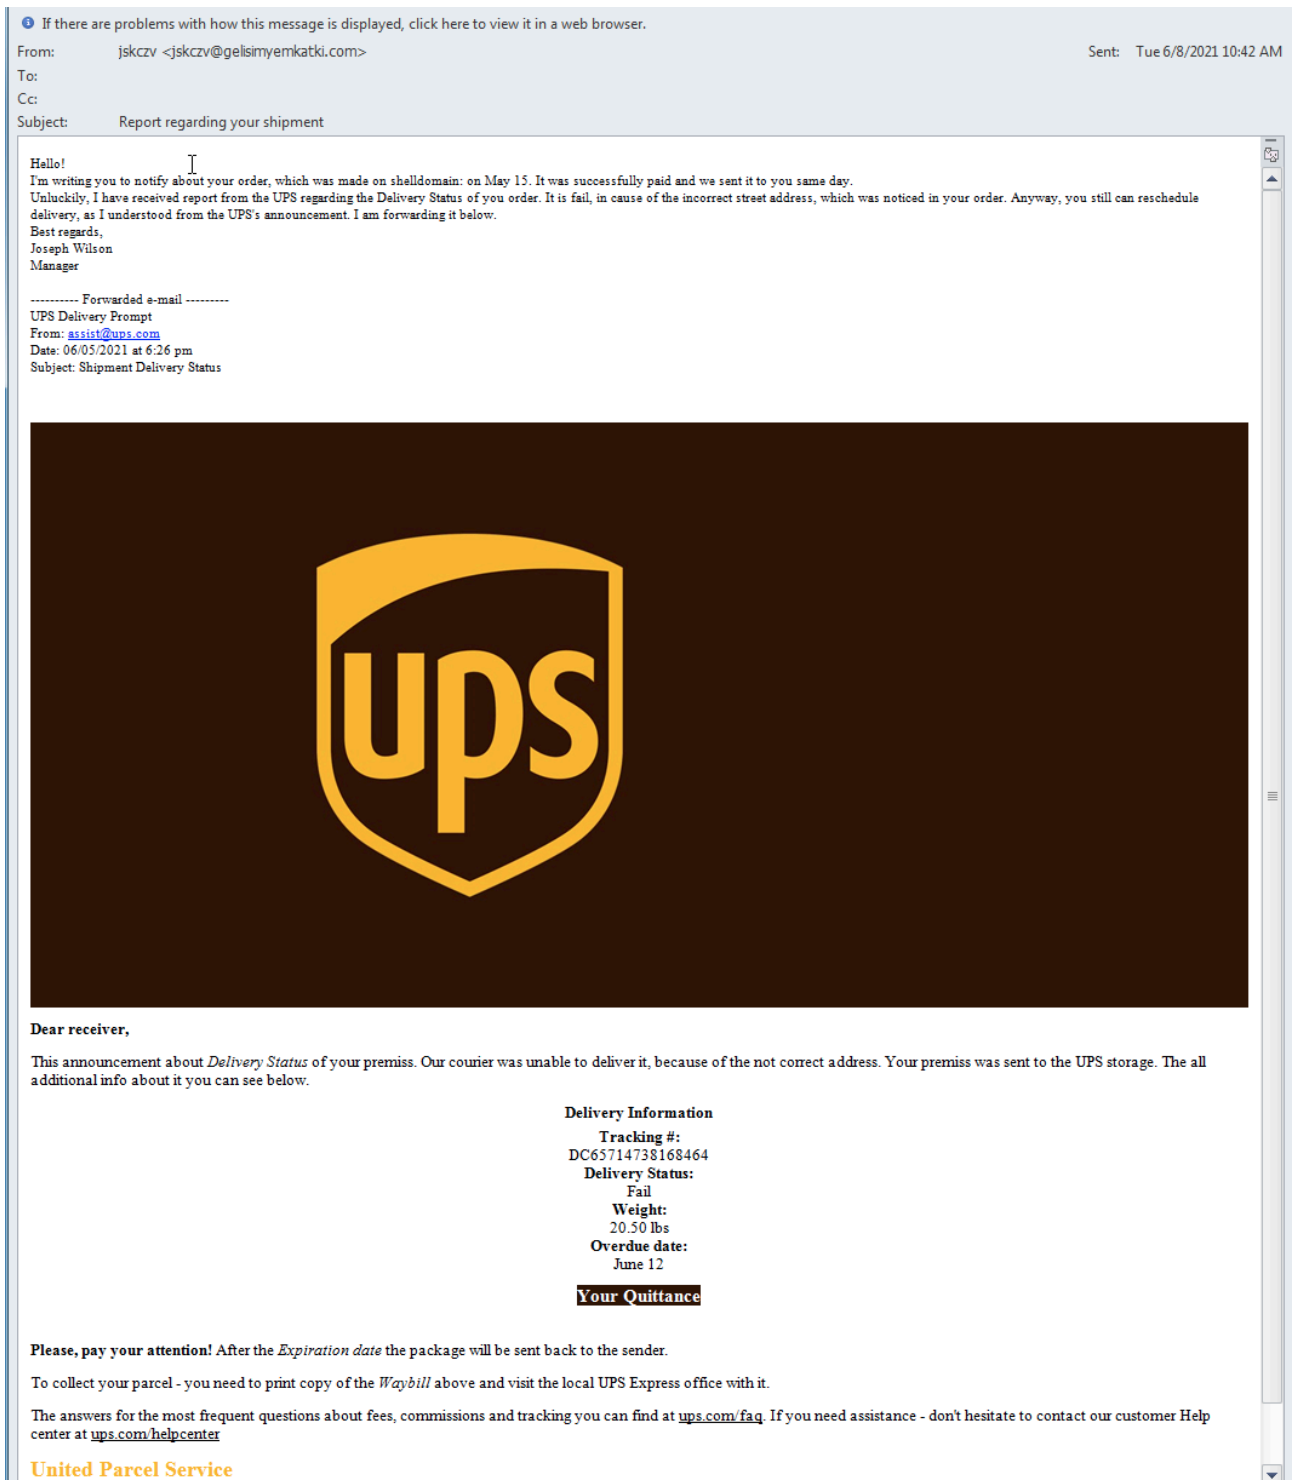 If there are problems with how this message is displayed, click here to view it in a web browser.
From: jskczv <jskczv@gelisimyemkatki.com> Sent: Tue 6/8/2021 10:42 AM
To:
Cc:
Subject: Report regarding your shipment
Hello!
I'm writing you to notify about your order, which was made on shelldomain: on May 15. It was successfully paid and we sent it to you same day.
Unluckily, I have received report from the UPS regarding the Delivery Status of you order. It is fail, in cause of the incorrect street address, which was noticed in your order. Anyway, you still can reschedule
delivery, as I understood from the UPS's announcement. I am forwarding it below.
Best regards,
Joseph Wilson
Manager
---------- Forwarded e-mail ---------
UPS Delivery Prompt
From: assist@ups.com
Date: 06/05/2021 at 6:26 pm
Subject: Shipment Delivery Status
ups
Dear receiver,
This announcement about Delivery Status of your premiss. Our courier was unable to deliver it, because of the not correct address. Your premiss was sent to the UPS storage. The all
additional info about it you can see below.
Delivery Information
Tracking #:
DC65714738168464
Delivery Status:
Fail
Weight:
20.50 lbs
Overdue date:
June 12
Your Quittance
Please, pay your attention! After the Expiration date the package will be sent back to the sender.
To collect your parcel - you need to print copy of the Waybill above and visit the local UPS Express office with it.
The answers for the most frequent questions about fees, commissions and tracking you can find at ups.com/faq. If you need assistance - don't hesitate to contact our customer Help
center at ups.com/helpcenter
United Parcel Service